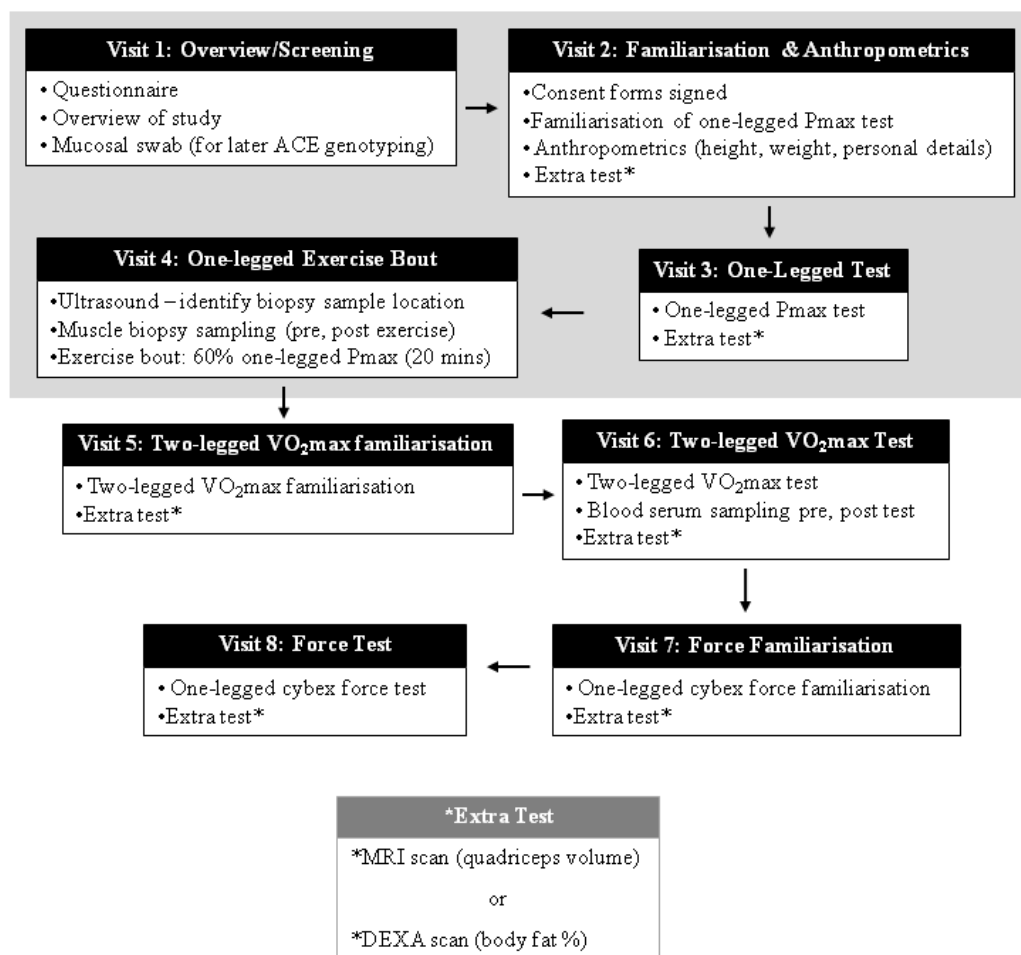 Visit 1: Overview/Screening
• Questionnaire
• Overview of study
• Mucosal swab (for later ACE genotyping)
Visit 2: Familiarisation & Anthropometrics
•Consent forms signed
•Familiarisation of one-legged Pmax test
•Anthropometrics (height, weight, personal details)
• Extra test*
Visit 3: One-Legged Test
• One-legged Pmax test
• Extra test*
Visit 4: One-legged Exercise Bout
•Ultrasound – identify biopsy sample location
•Muscle biopsy sampling (pre, post exercise)
•Exercise bout: 60% one-legged Pmax (20 mins)
Visit 5: Two-legged VO₂max familiarisation
• Two-legged VO₂max familiarisation
•Extra test*
Visit 6: Two-legged VO₂max Test
• Two-legged VO₂max test
• Blood serum sampling pre, post test
•Extra test*
Visit 7: Force Familiarisation
• One-legged cybex force familiarisation
•Extra test*
Visit 8: Force Test
• One-legged cybex force test
•Extra test*
*Extra Test
*MRI scan (quadriceps volume)
or
*DEXA scan (body fat %)